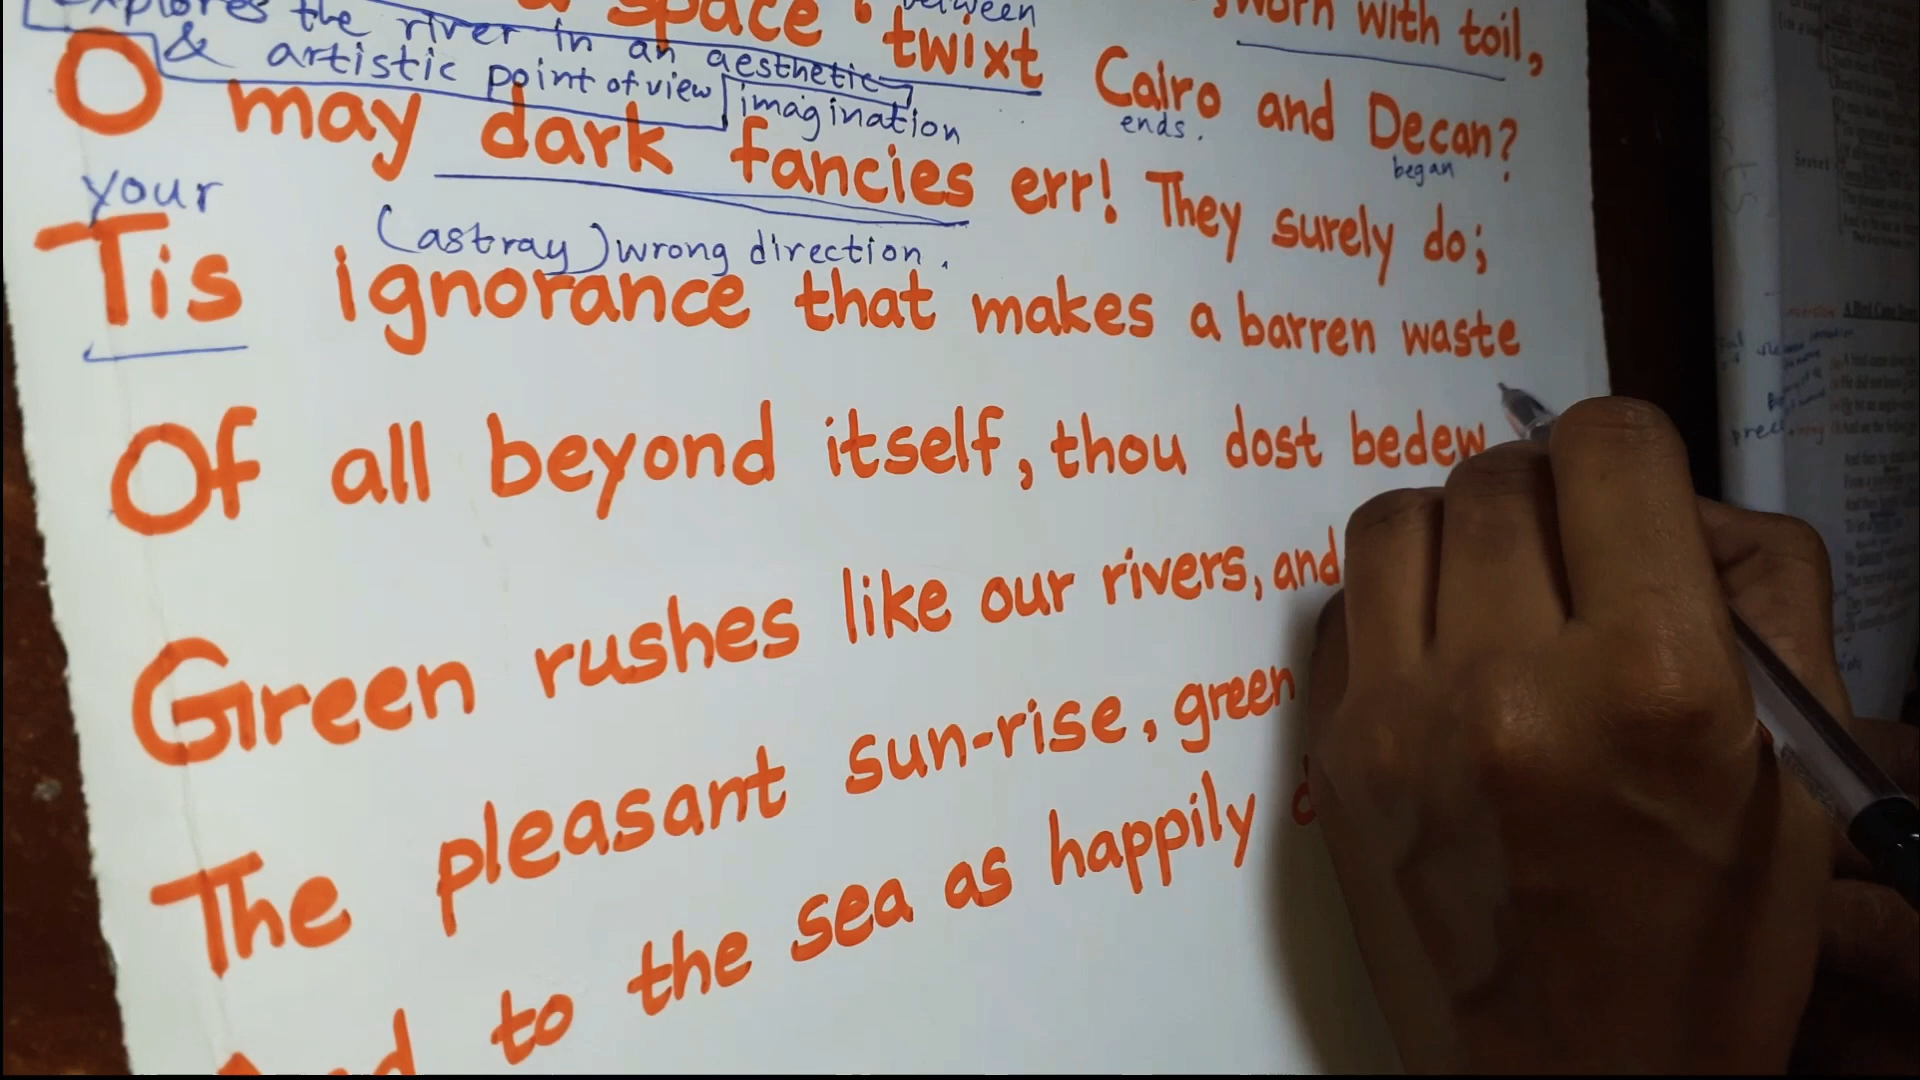 explores the river in an aesthetic
& artistic point of view
between
space 'twixt
worn with toil,
Cairo and Decan?
ends.
began
imagination
O may dark fancies err! They surely do;
your
(astray) wrong direction.
Tis ignorance that makes a barren waste
Of all beyond itself, thou dost bedew
Green rushes like our rivers, and
The pleasant sun-rise, green
to the sea as happily